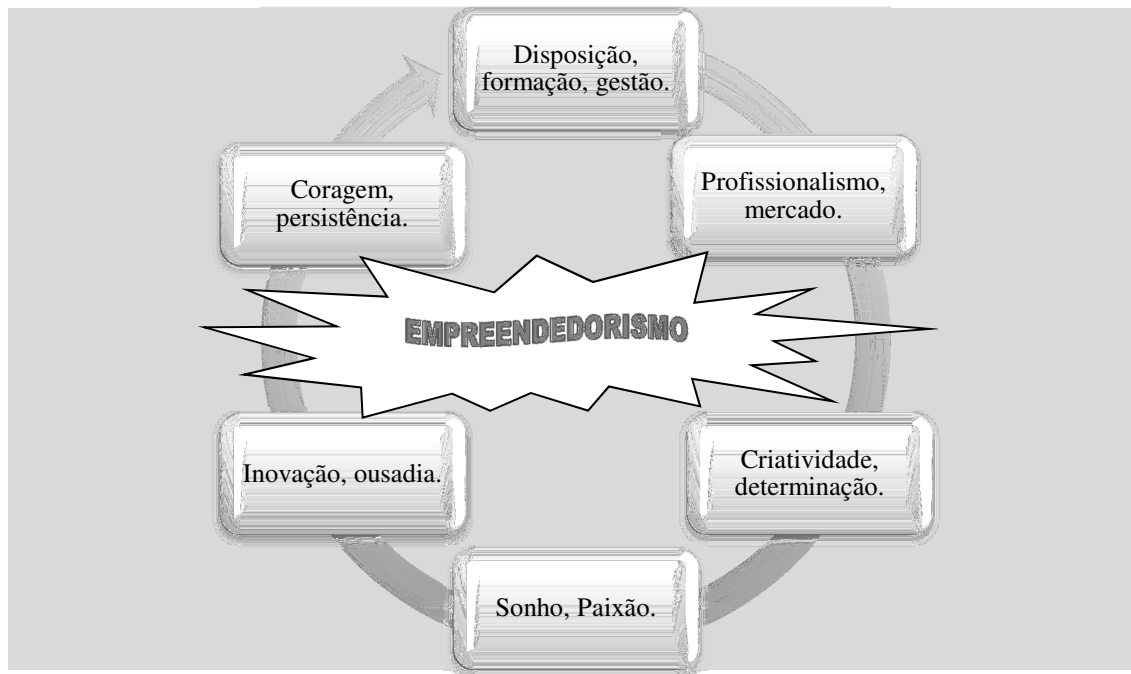 Disposição,
formação, gestão.
Profissionalismo,
mercado.
Criatividade,
determinação.
Sonho, Paixão.
Inovação, ousadia.
Coragem,
persistência.
EMPREENDEDORISMO